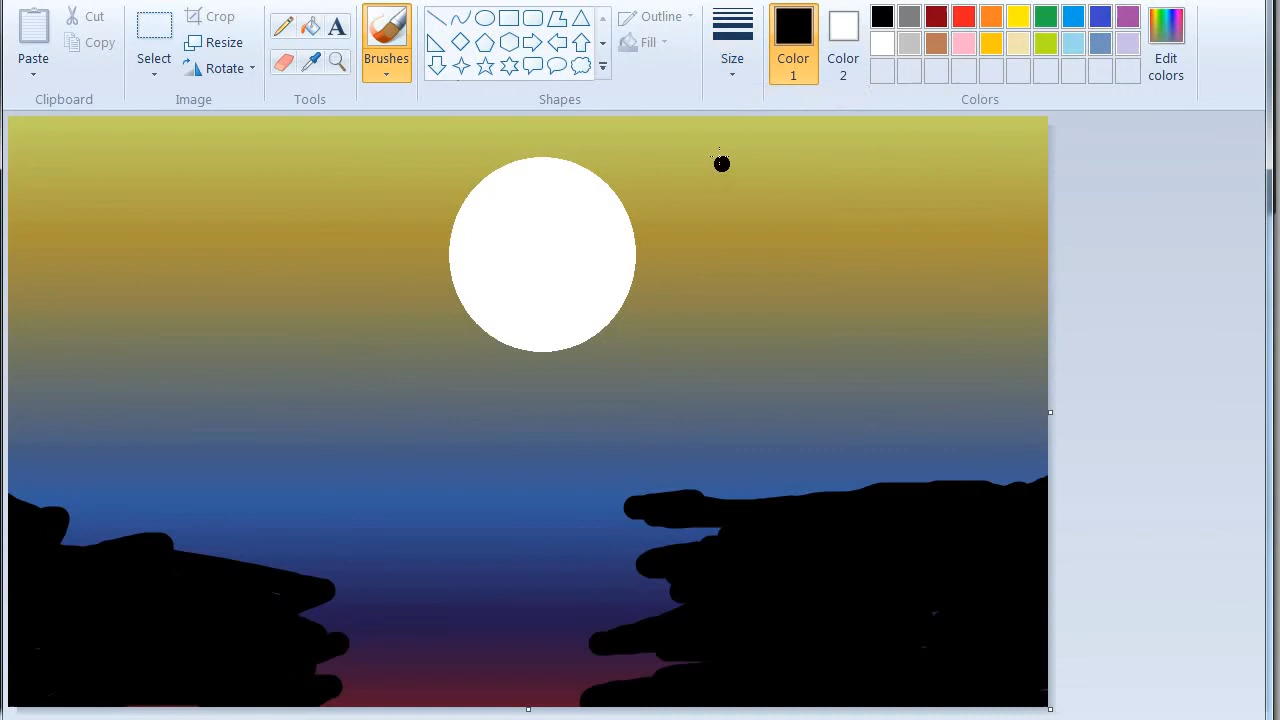 Paste
Cut
Copy
Clipboard
Select
Crop
Resize
Rotate
Image
A
Tools
Brushes
Outline
Fill
Shapes
Size
Color
1
Color
2
Edit
colors
Colors